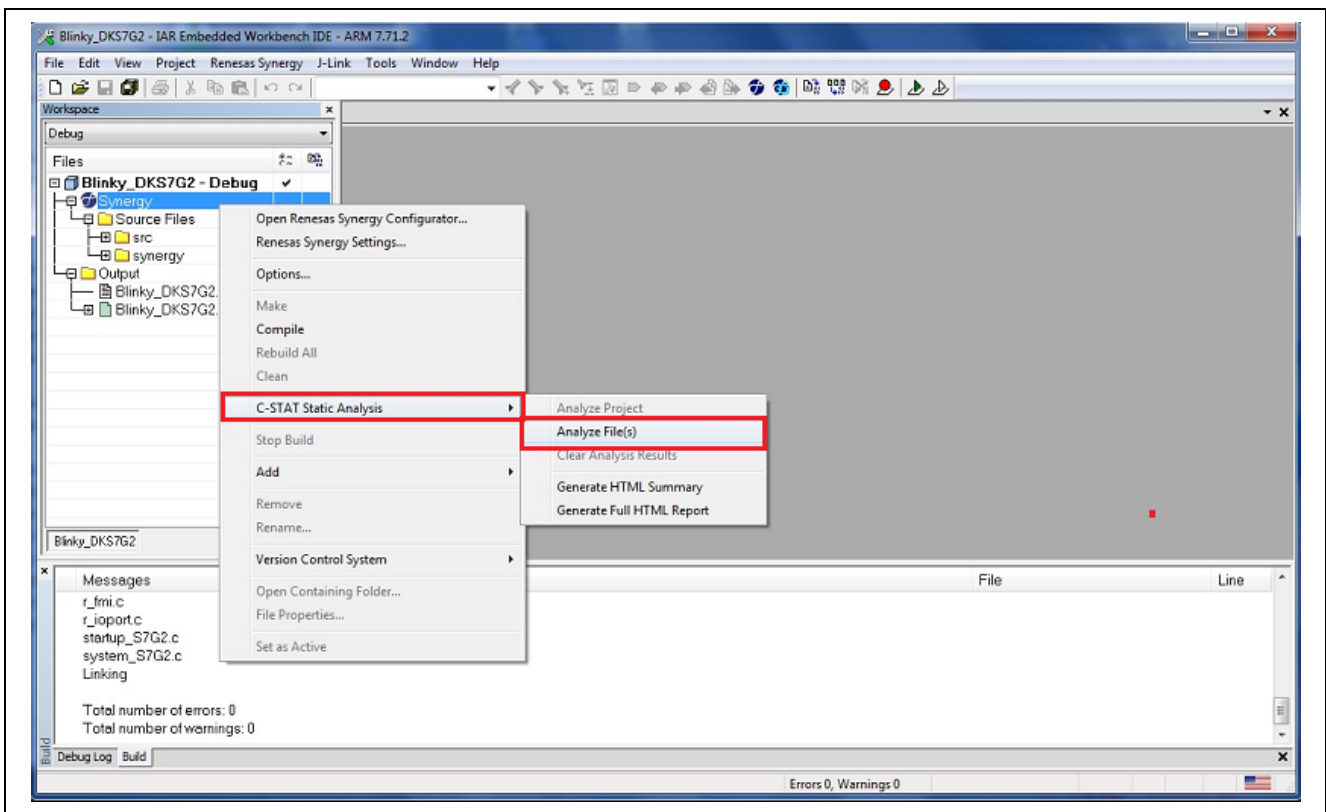 Blinky_DKS7G2 - IAR Embedded Workbench IDE - ARM 7.71.2
File Edit View Project Renesas Synergy J-Link Tools Window Help
Workspace
Debug
Files
Blinky_DKS7G2 - Debug
Synergy
Source Files
src
synergy
Output
Blinky_DKS7G2.
Blinky_DKS7G2.
Blinky_DKS7G2
Open Renesas Synergy Configurator...
Renesas Synergy Settings...
Options...
Make
Compile
Rebuild All
Clean
C-STAT Static Analysis
Stop Build
Add
Remove
Rename...
Version Control System
Open Containing Folder...
File Properties...
Set as Active
Analyze Project
Analyze File(s)
Clear Analysis Results
Generate HTML Summary
Generate Full HTML Report
Messages File Line
r_fmi.c
r_ioport.c
startup_S7G2.c
system_S7G2.c
Linking
Total number of errors: 0
Total number of warnings: 0
Build
Debug Log Build
Errors 0, Warnings 0